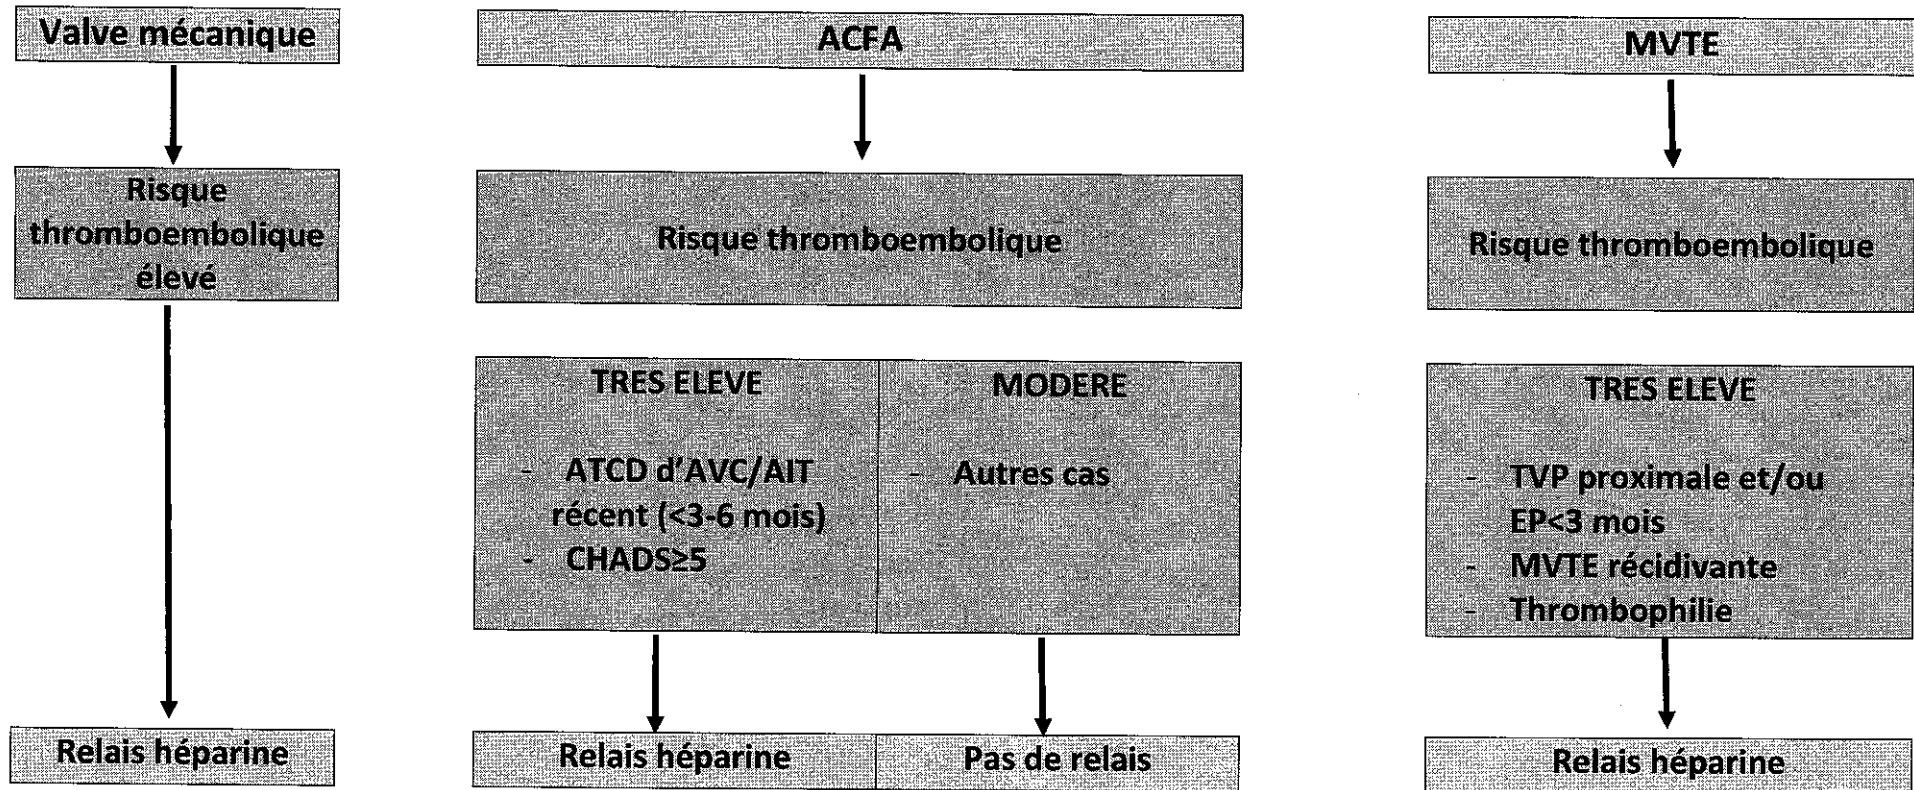 Valve mécanique
ACFA
MVTE
Risque
thromboembolique
élevé
Risque thromboembolique
Risque thromboembolique
TRES ELEVE
- ATCD d'AVC/AIT
récent (<3-6 mois)
- CHADS≥5
MODERE
- Autres cas
TRES ELEVE
- TVP proximale et/ou
EP<3 mois
- MVTE récidivante
- Thrombophilie
Relais héparine
Relais héparine
Pas de relais
Relais héparine